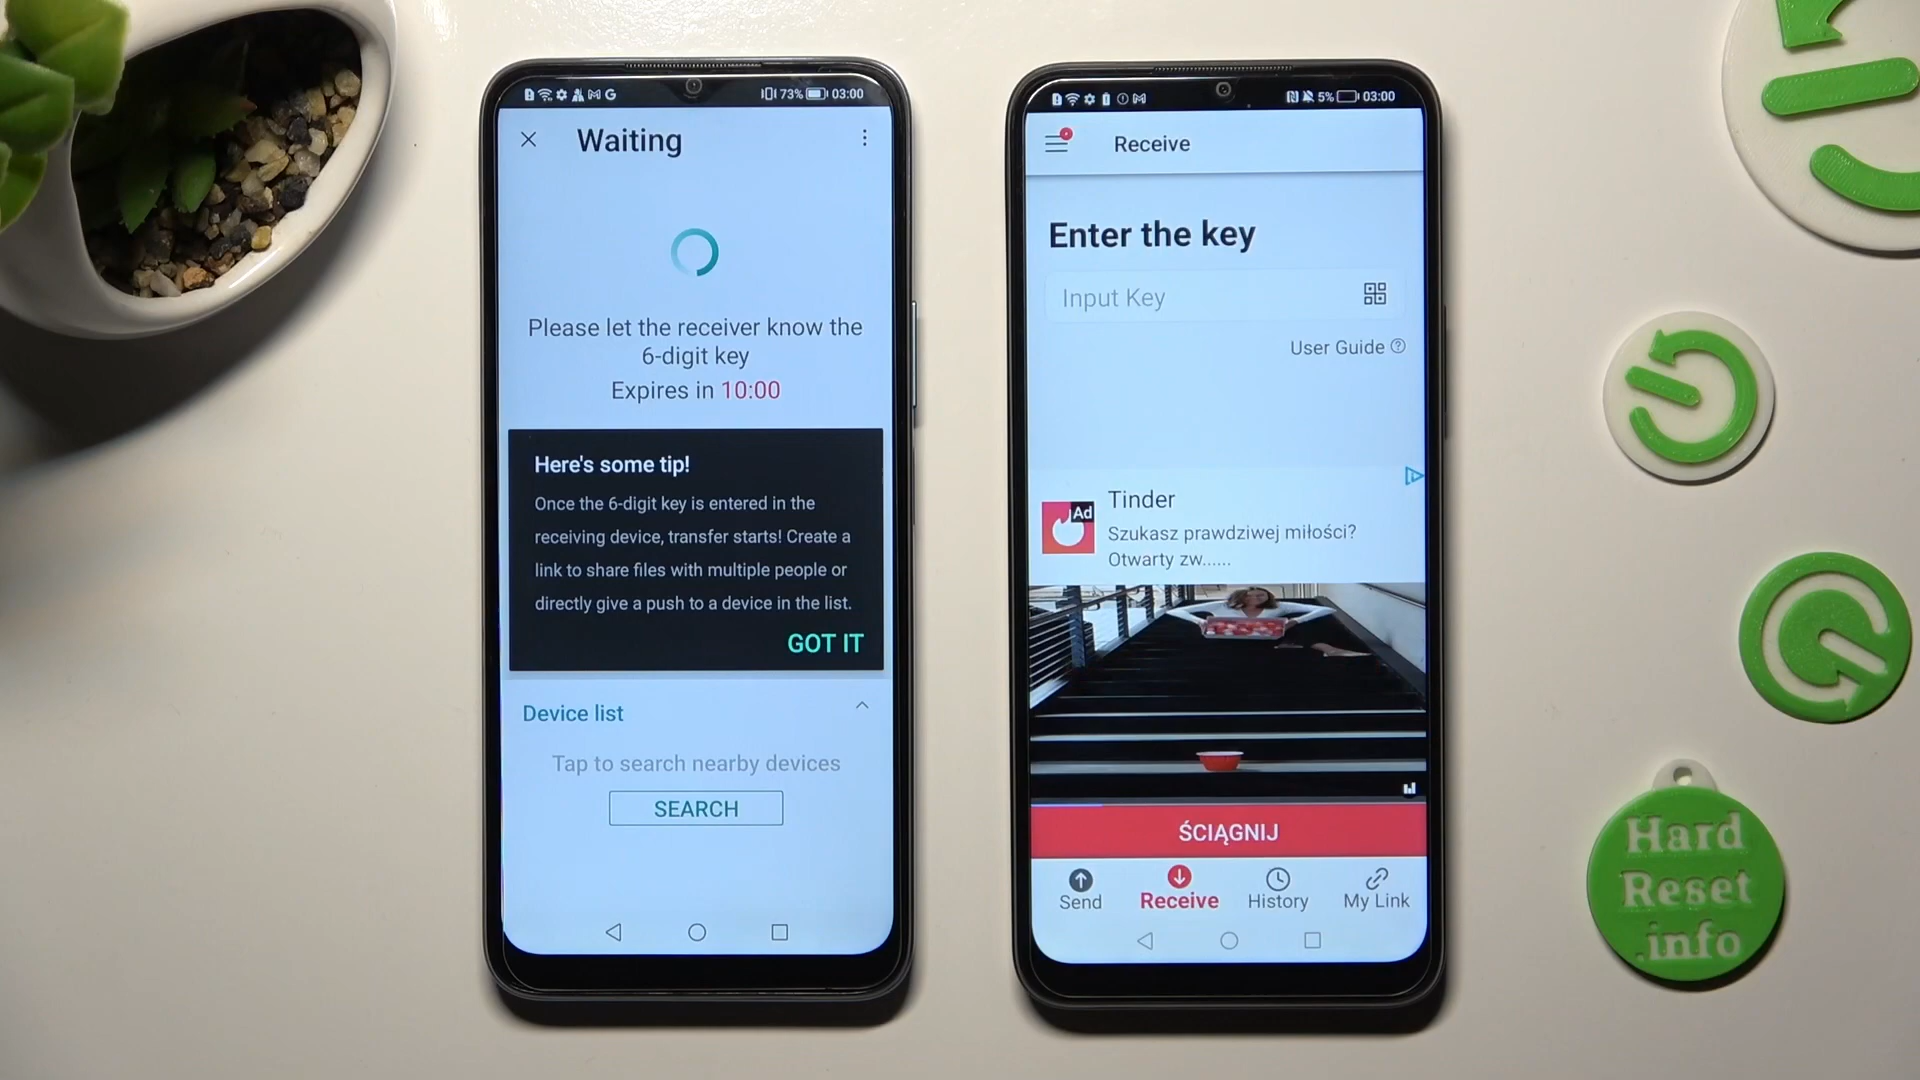 73% 03:00
Waiting
Please let the receiver know the
6-digit key
Expires in 10:00
Here's some tip!
Once the 6-digit key is entered in the
receiving device, transfer starts! Create a
link to share files with multiple people or
directly give a push to a device in the list.
GOT IT
Device list
Tap to search nearby devices
SEARCH
5% 03:00
Receive
Enter the key
Input Key
User Guide
Ad
Tinder
Szukasz prawdziwej miłości?
Otwarty zw......
ŚCIĄGNIJ
Send
Receive
History
My Link
Hard
Reset
.info